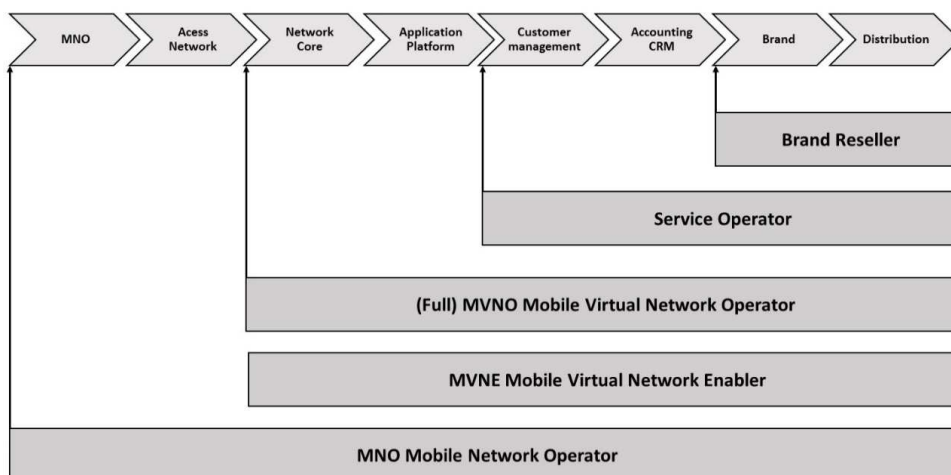 MNO
Acess
Network
Network
Core
Application
Platform
Customer
management
Accounting
CRM
Brand
Distribution
Brand Reseller
Service Operator
(Full) MVNO Mobile Virtual Network Operator
MVNE Mobile Virtual Network Enabler
MNO Mobile Network Operator